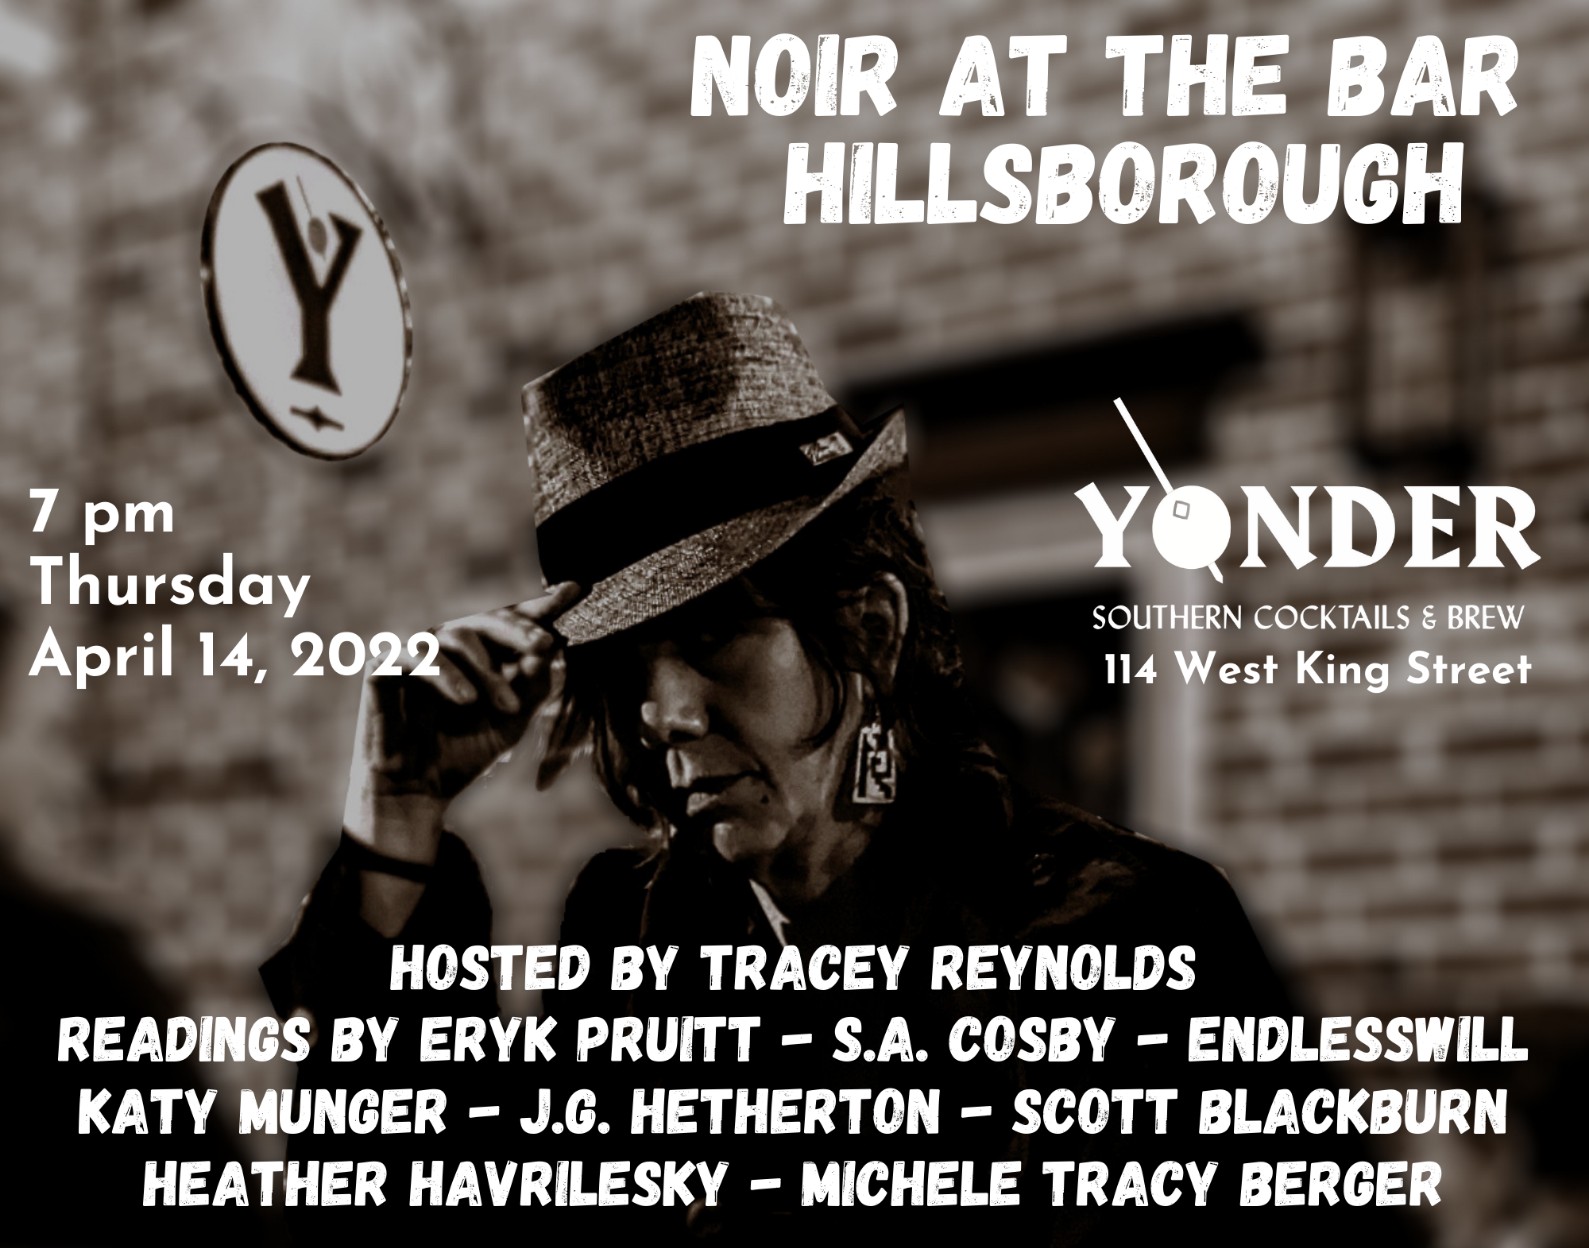 NOIR AT THE BAR
HILLSBOROUGH
Y
7 pm
Thursday
April 14, 2022
YONDER
SOUTHERN COCKTAILS & BREW
114 West King Street
HOSTED BY TRACEY REYNOLDS
READINGS BY ERYK PRUITT – S.A. COSBY – ENDLESSWILL
KATY MUNGER – J.G. HETHERTON – SCOTT BLACKBURN
HEATHER HAVRILESKY – MICHELE TRACY BERGER